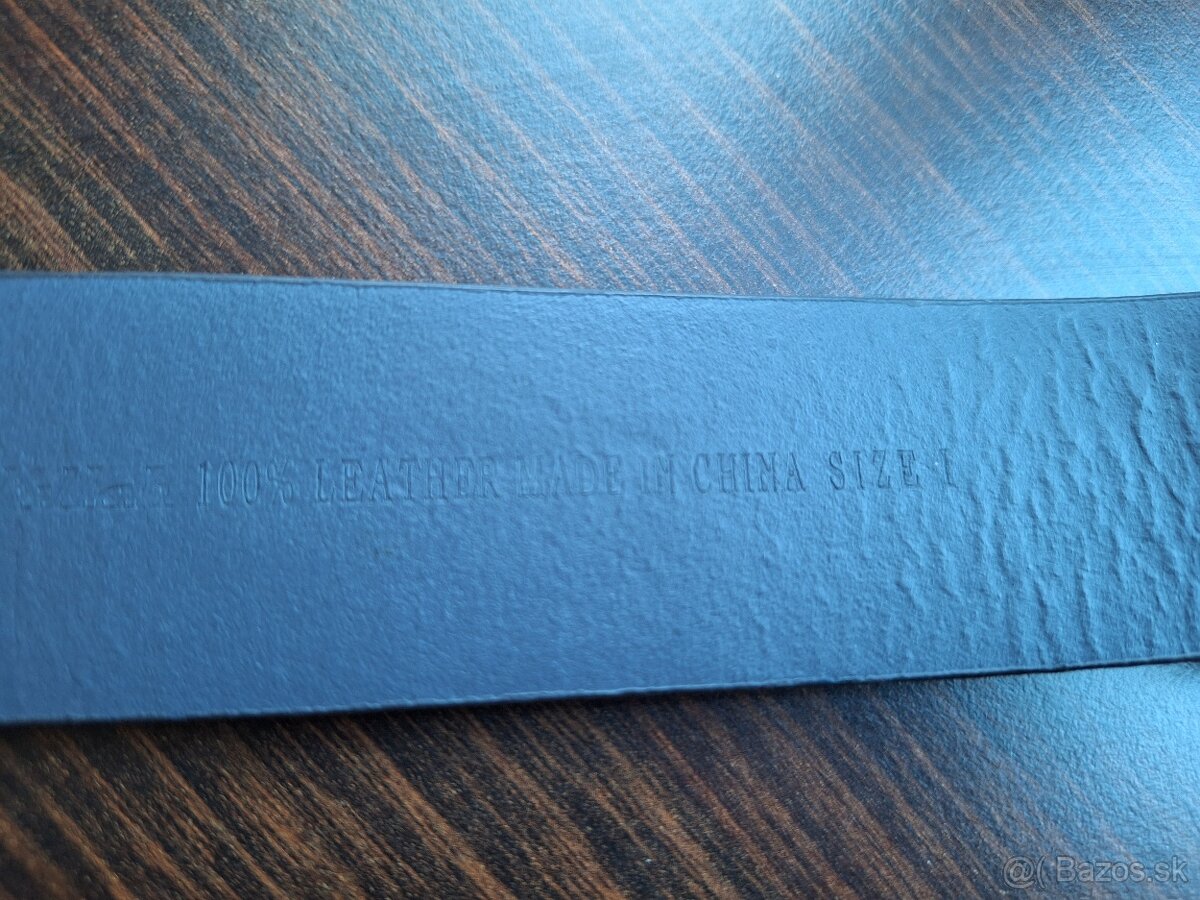 100% LEATHER MADE IN CHINA SIZE
@( Bazos.sk